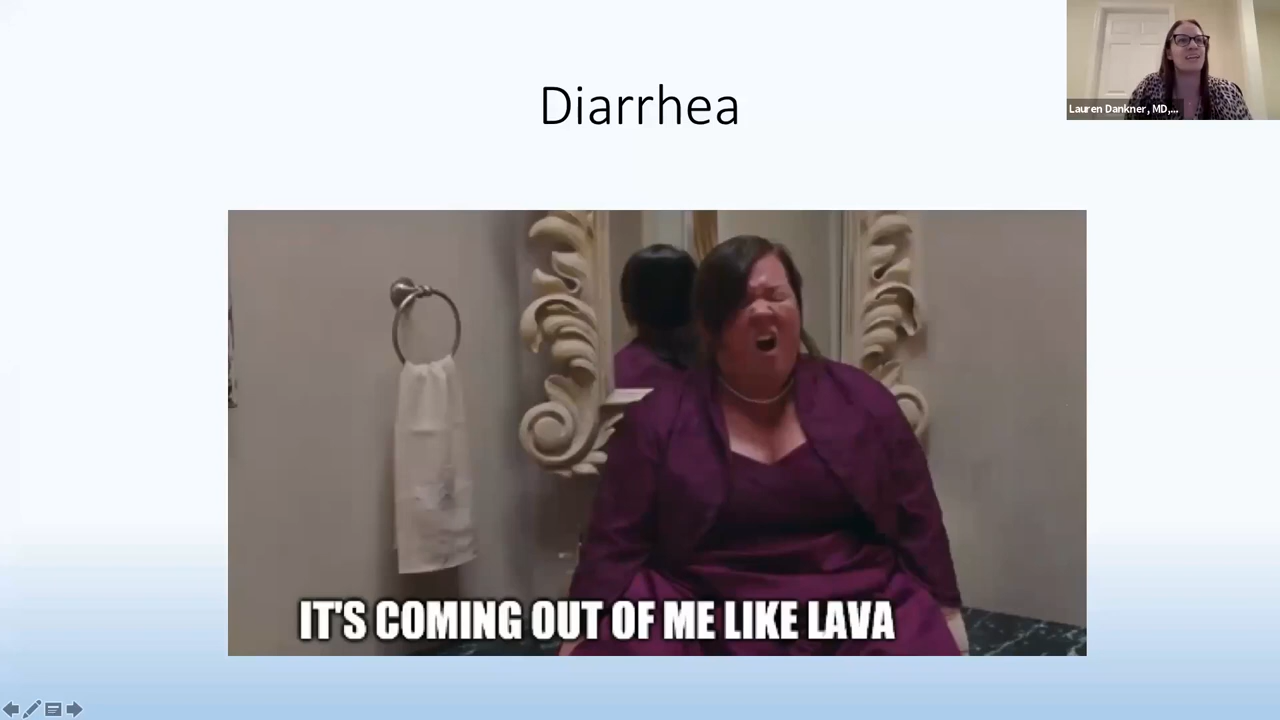 Diarrhea
Lauren Dankner, MD,...
IT'S COMING OUT OF ME LIKE LAVA